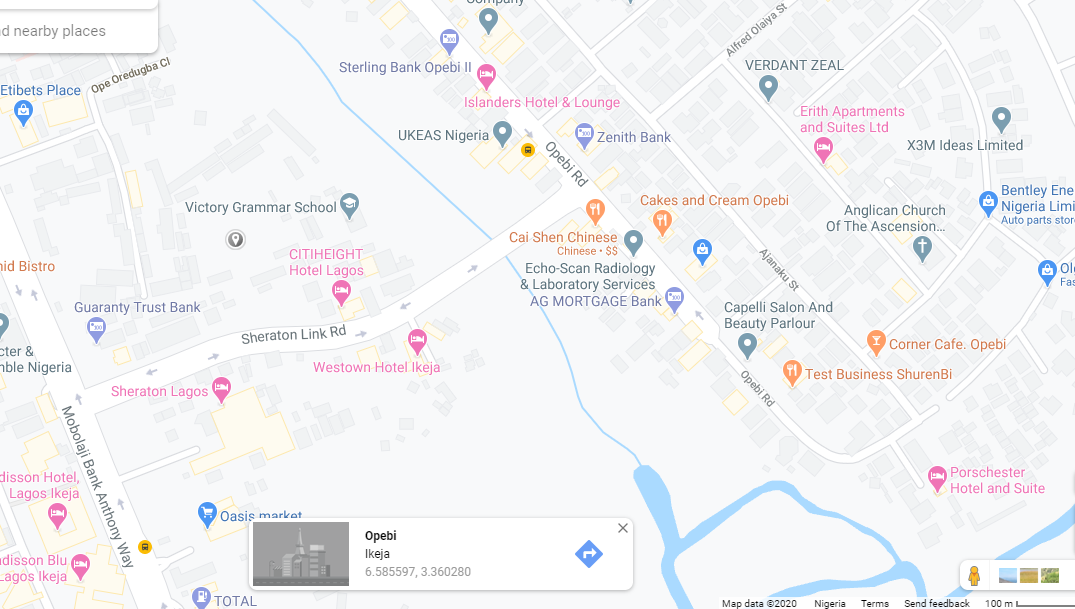 Company
d nearby places
Sterling Bank Opebi II
Alfred Olaiya St
VERDANT ZEAL
Ope Oredugba Cl
Etibets Place
Islanders Hotel & Lounge
Erith Apartments
and Suites Ltd
UKEAS Nigeria
Zenith Bank
X3M Ideas Limited
Opebi Rd
Victory Grammar School
Cakes and Cream Opebi
Bentley Ene
Nigeria Limi
Auto parts store
Anglican Church
Of The Ascension...
Cai Shen Chinese
Chinese • $$
CITIHEIGHT
Hotel Lagos
Echo-Scan Radiology
& Laboratory Services
AG MORTGAGE Bank
Ajanaku St
Old
Fas
id Bistro
Guaranty Trust Bank
Capelli Salon And
Beauty Parlour
Sheraton Link Rd
Corner Cafe. Opebi
cter &
nble Nigeria
Westown Hotel Ikeja
Test Business ShurenBi
Sheraton Lagos
Opebi Rd
Mobolaji Bank Anthony Way
Porschester
Hotel and Suite
disson Hotel,
Lagos Ikeja
Oasis market
Opebi
Ikeja
6.585597, 3.360280
disson Blu
Lagos Ikeja
TOTAL
Map data ©2020
Nigeria
Terms
Send feedback
100 m